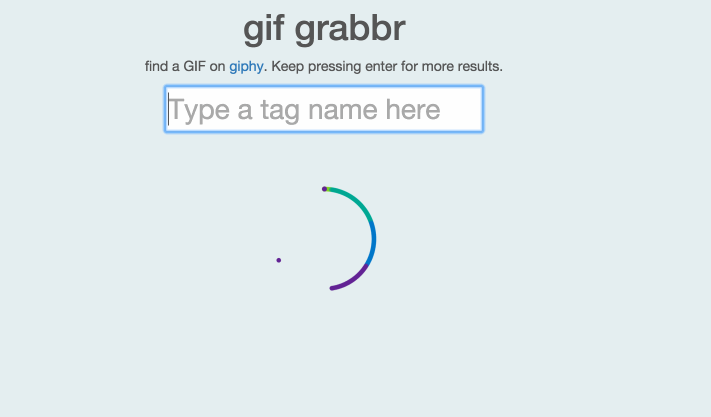 gif grabbr
find a GIF on giphy. Keep pressing enter for more results.
Type a tag name here